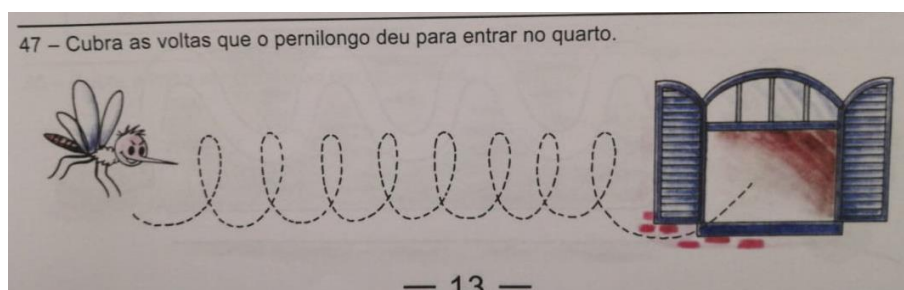 47 – Cubra as voltas que o pernilongo deu para entrar no quarto.
— 13 —